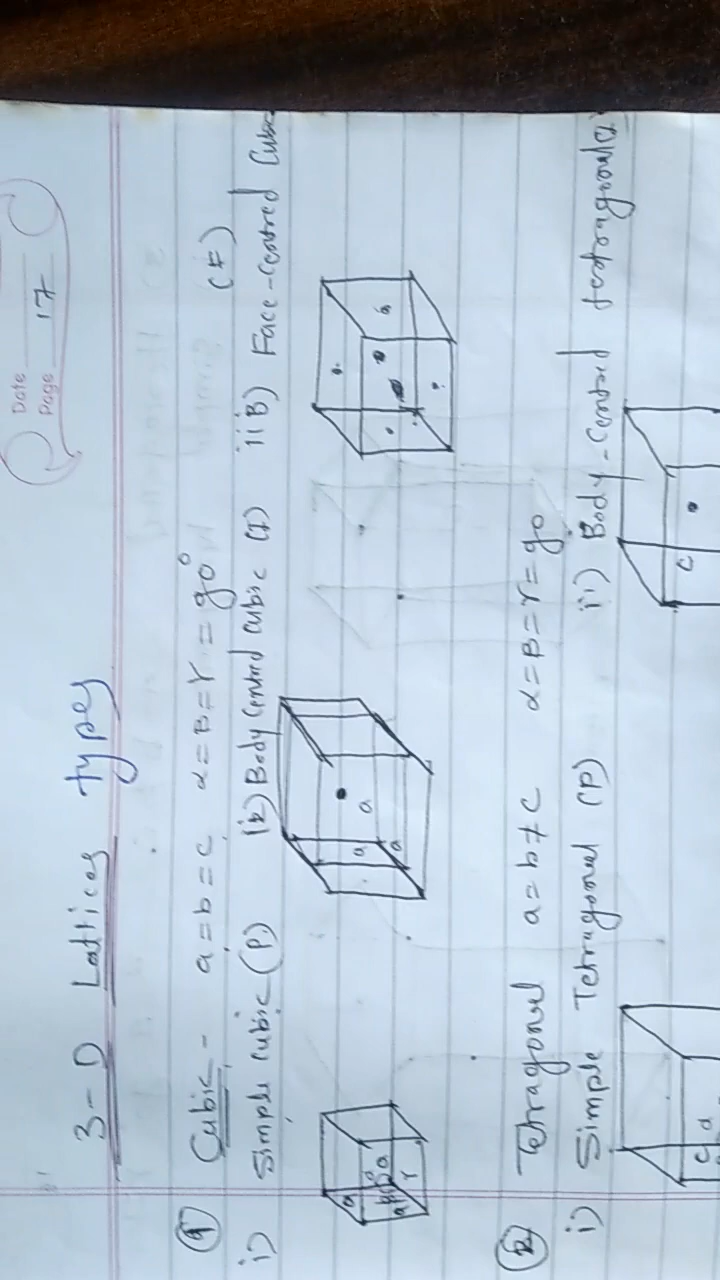 Date
Page 17
3-D Lattices types
① Cubic - a = b = c, α = B = γ = 90°
i) Simple cubic (P) (ii) Body Centred cubic (I) iiiB) Face-centred Cubic
(F)
a
a
a
a
a
② Tetragonal a = b ≠ c α = B = γ = 90
i) Simple Tetragonal (P) ii) Body-Centred tetragonal (I)
c a
c